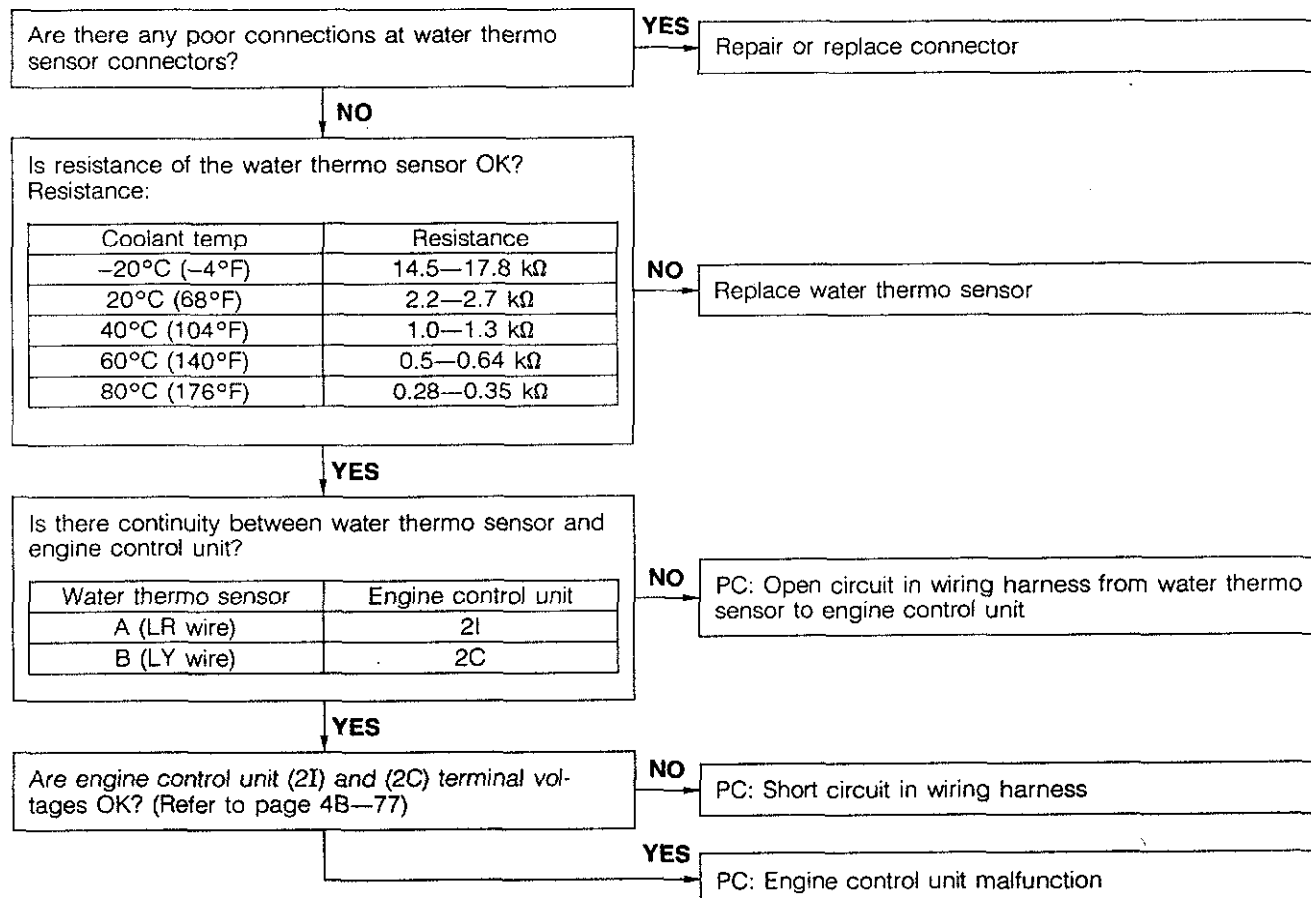 Are there any poor connections at water thermo
sensor connectors?
YES
Repair or replace connector
NO
Is resistance of the water thermo sensor OK?
Resistance:
Coolant temp Resistance
–20°C (–4°F) 14.5—17.8 kΩ
20°C (68°F) 2.2—2.7 kΩ
40°C (104°F) 1.0—1.3 kΩ
60°C (140°F) 0.5—0.64 kΩ
80°C (176°F) 0.28—0.35 kΩ
NO
Replace water thermo sensor
YES
Is there continuity between water thermo sensor and
engine control unit?
Water thermo sensor Engine control unit
A (LR wire) 2I
B (LY wire) 2C
NO
PC: Open circuit in wiring harness from water thermo
sensor to engine control unit
YES
Are engine control unit (2I) and (2C) terminal vol-
tages OK? (Refer to page 4B—77)
NO
PC: Short circuit in wiring harness
YES
PC: Engine control unit malfunction